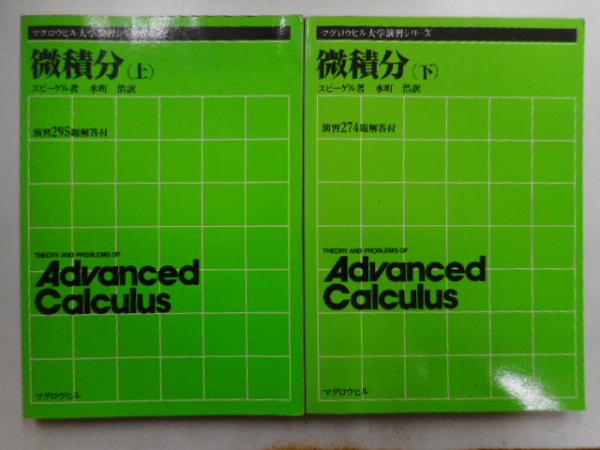 マグロウヒル大学演習シリーズ
微積分(上)
スピーゲル著 水町 浩訳
演習295題解答付
THEORY AND PROBLEMS OF
Advanced
Calculus
マグロウヒル
マグロウヒル大学演習シリーズ
微積分(下)
スピーゲル著 水町 浩訳
演習274題解答付
THEORY AND PROBLEMS OF
Advanced
Calculus
マグロウヒル